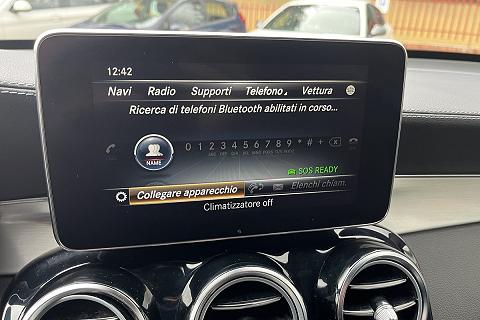 12:42
Navi Radio Supporti Telefono Vettura
Ricerca di telefoni Bluetooth abilitati in corso...
0 1 2 3 4 5 6 7 8 9 * # +
NAME
SOS READY
Collegare apparecchio Elenchi chiam.
Climatizzatore off